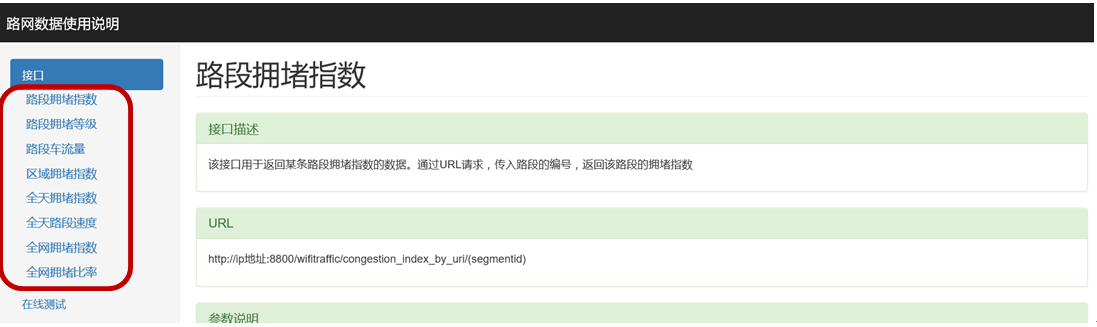 路网数据使用说明
接口
路段拥堵指数
路段拥堵等级
路段车流量
区域拥堵指数
全天拥堵指数
全天路段速度
全网拥堵指数
全网拥堵比率
在线测试
路段拥堵指数
接口描述
该接口用于返回某条路段拥堵指数的数据。通过URL请求，传入路段的编号，返回该路段的拥堵指数
URL
http://ip地址:8800/wifitraffic/congestion_index_by_uri/(segmentid)
参数说明